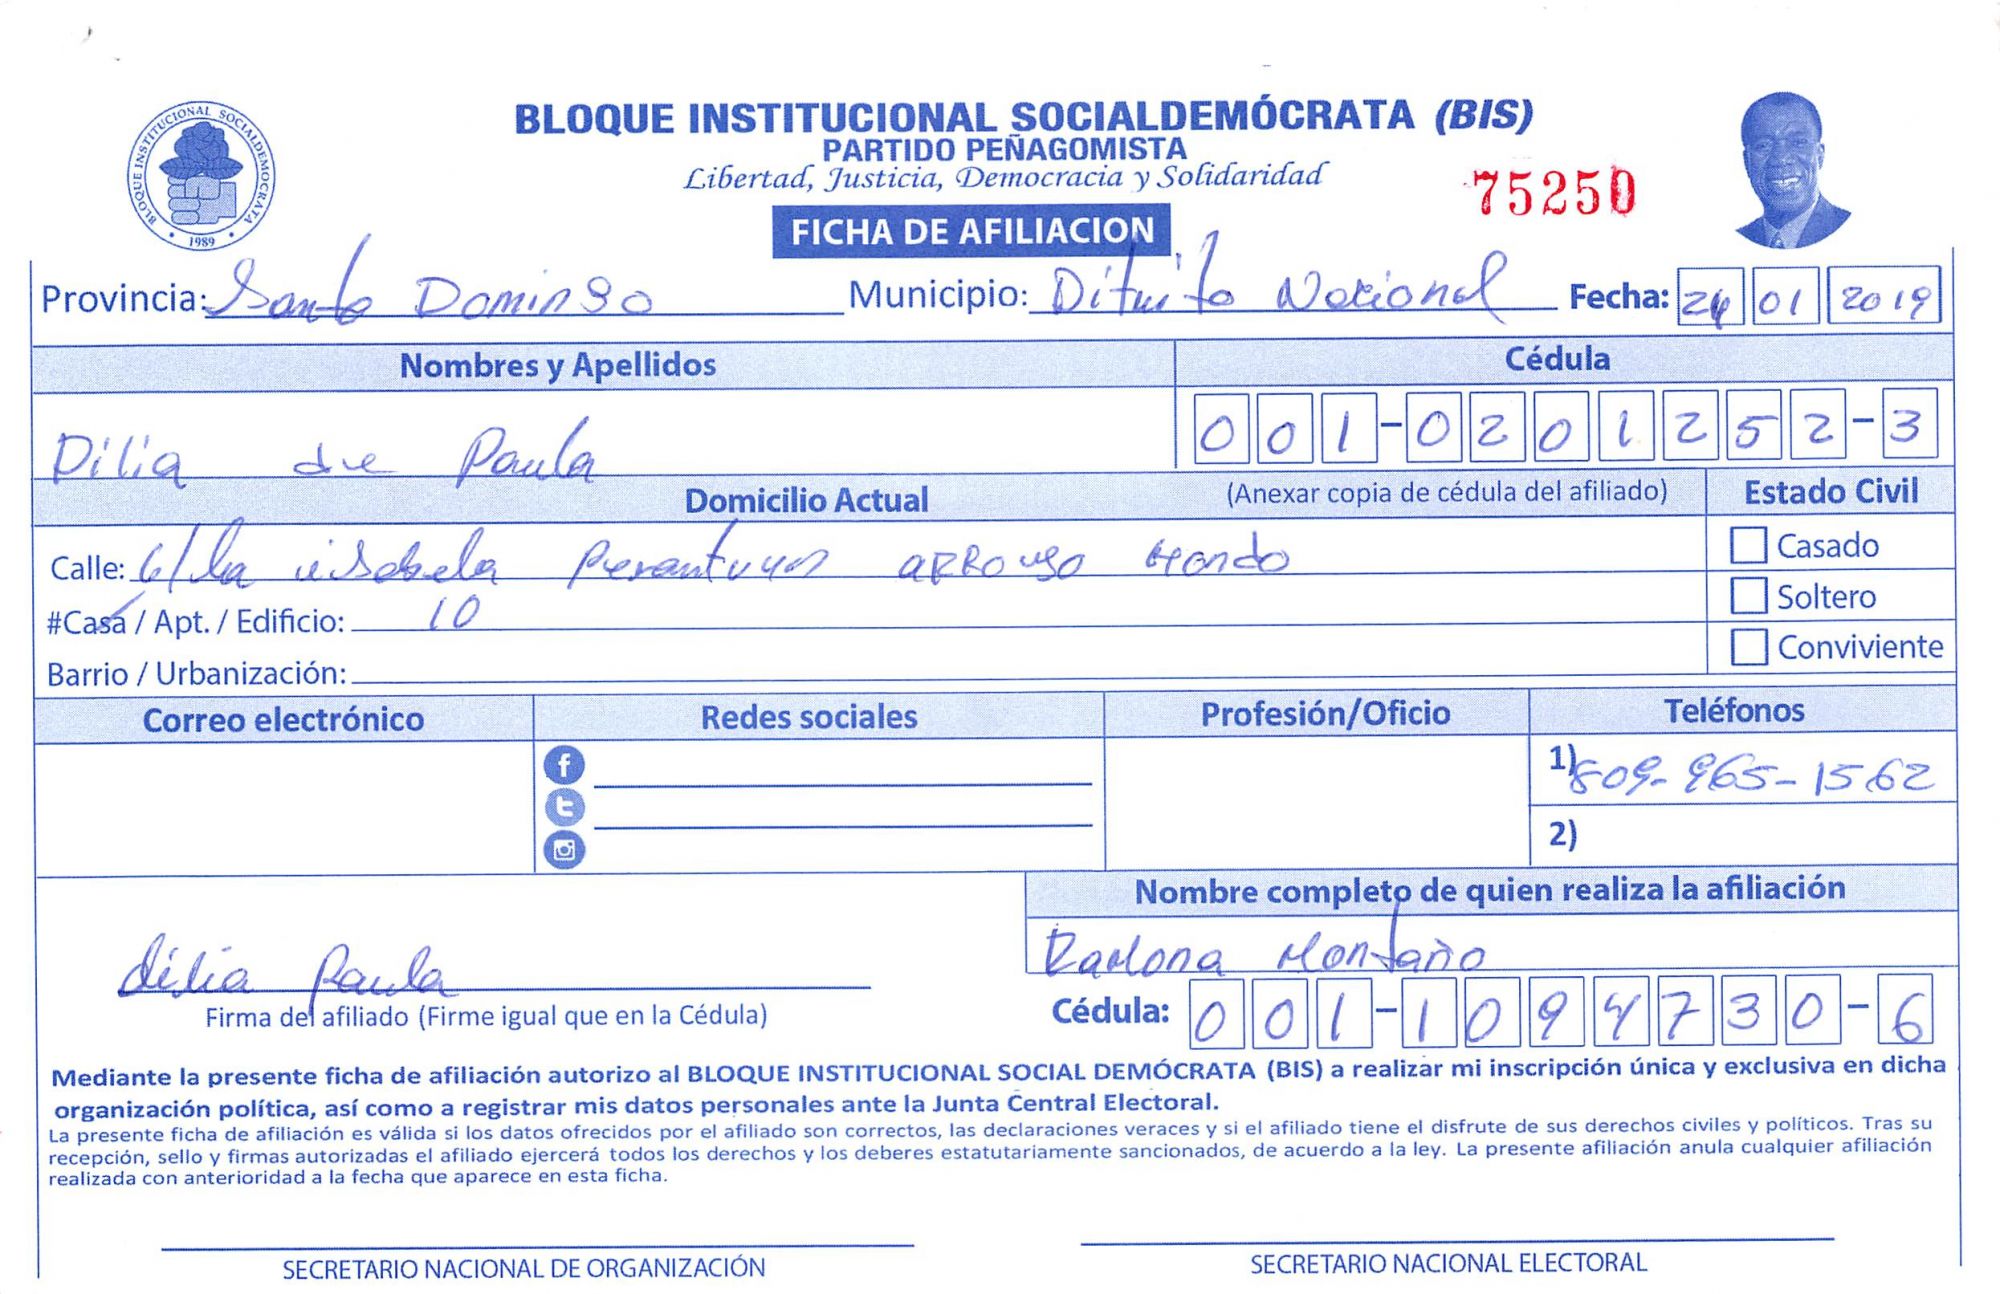 BLOQUE INSTITUCIONAL SOCIALDEMÓCRATA (BIS)
PARTIDO PEÑAGOMISTA
Libertad, Justicia, Democracia y Solidaridad
75250
BLOQUE INSTITUCIONAL SOCIALDEMOCRATA
1989
FICHA DE AFILIACION
Provincia: Santo Domingo Municipio: Ditrito Nacional Fecha: 24 01 2019
Nombres y Apellidos Cédula
Dilia de Paula 001-0201252-3
Domicilio Actual (Anexar copia de cédula del afiliado) Estado Civil
Calle: C/La isabela ARROyo Hondo Casado
#Casa / Apt. / Edificio: 10 Soltero
Barrio / Urbanización: Conviviente
Correo electrónico Redes sociales Profesión/Oficio Teléfonos
1) 809-965-1562
2)
Nombre completo de quien realiza la afiliación
Ramona Montaño
dilia Paula
Firma del afiliado (Firme igual que en la Cédula) Cédula: 001-1094730-6
Mediante la presente ficha de afiliación autorizo al BLOQUE INSTITUCIONAL SOCIAL DEMÓCRATA (BIS) a realizar mi inscripción única y exclusiva en dicha
organización política, así como a registrar mis datos personales ante la Junta Central Electoral.
La presente ficha de afiliación es válida si los datos ofrecidos por el afiliado son correctos, las declaraciones veraces y si el afiliado tiene el disfrute de sus derechos civiles y políticos. Tras su
recepción, sello y firmas autorizadas el afiliado ejercerá todos los derechos y los deberes estatutariamente sancionados, de acuerdo a la ley. La presente afiliación anula cualquier afiliación
realizada con anterioridad a la fecha que aparece en esta ficha.
SECRETARIO NACIONAL DE ORGANIZACIÓN SECRETARIO NACIONAL ELECTORAL